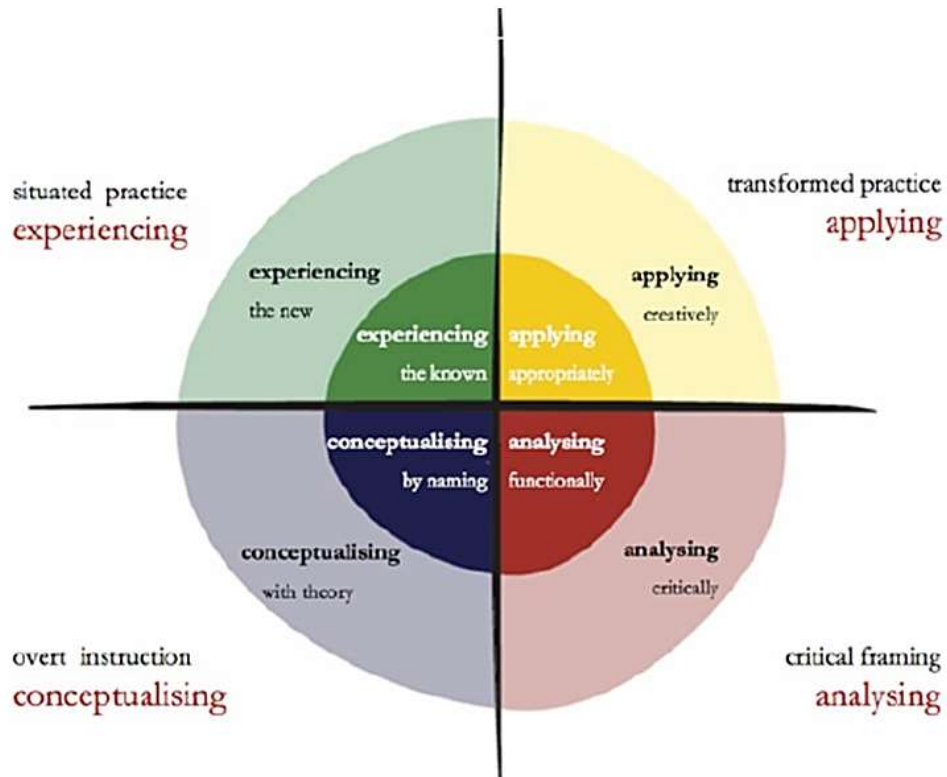 situated practice
experiencing
transformed practice
applying
experiencing
the new
applying
creatively
experiencing
the known
applying
appropriately
conceptualising
by naming
analysing
functionally
conceptualising
with theory
analysing
critically
overt instruction
conceptualising
critical framing
analysing